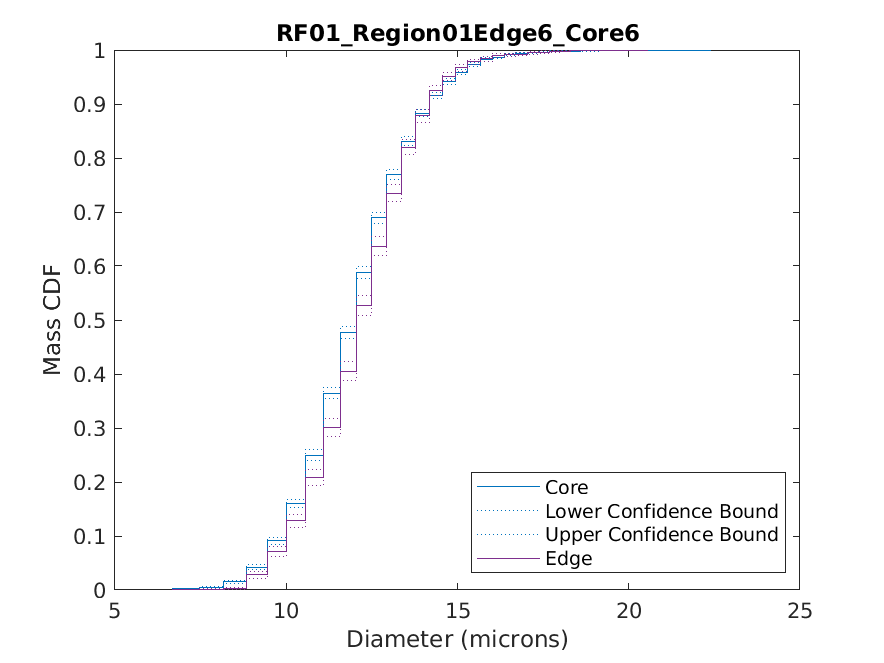 RF01_Region01Edge6_Core6
1
0.9
0.8
0.7
0.6
0.5
0.4
0.3
0.2
0.1
0
Mass CDF
Core
Lower Confidence Bound
Upper Confidence Bound
Edge
5 10 15 20 25
Diameter (microns)